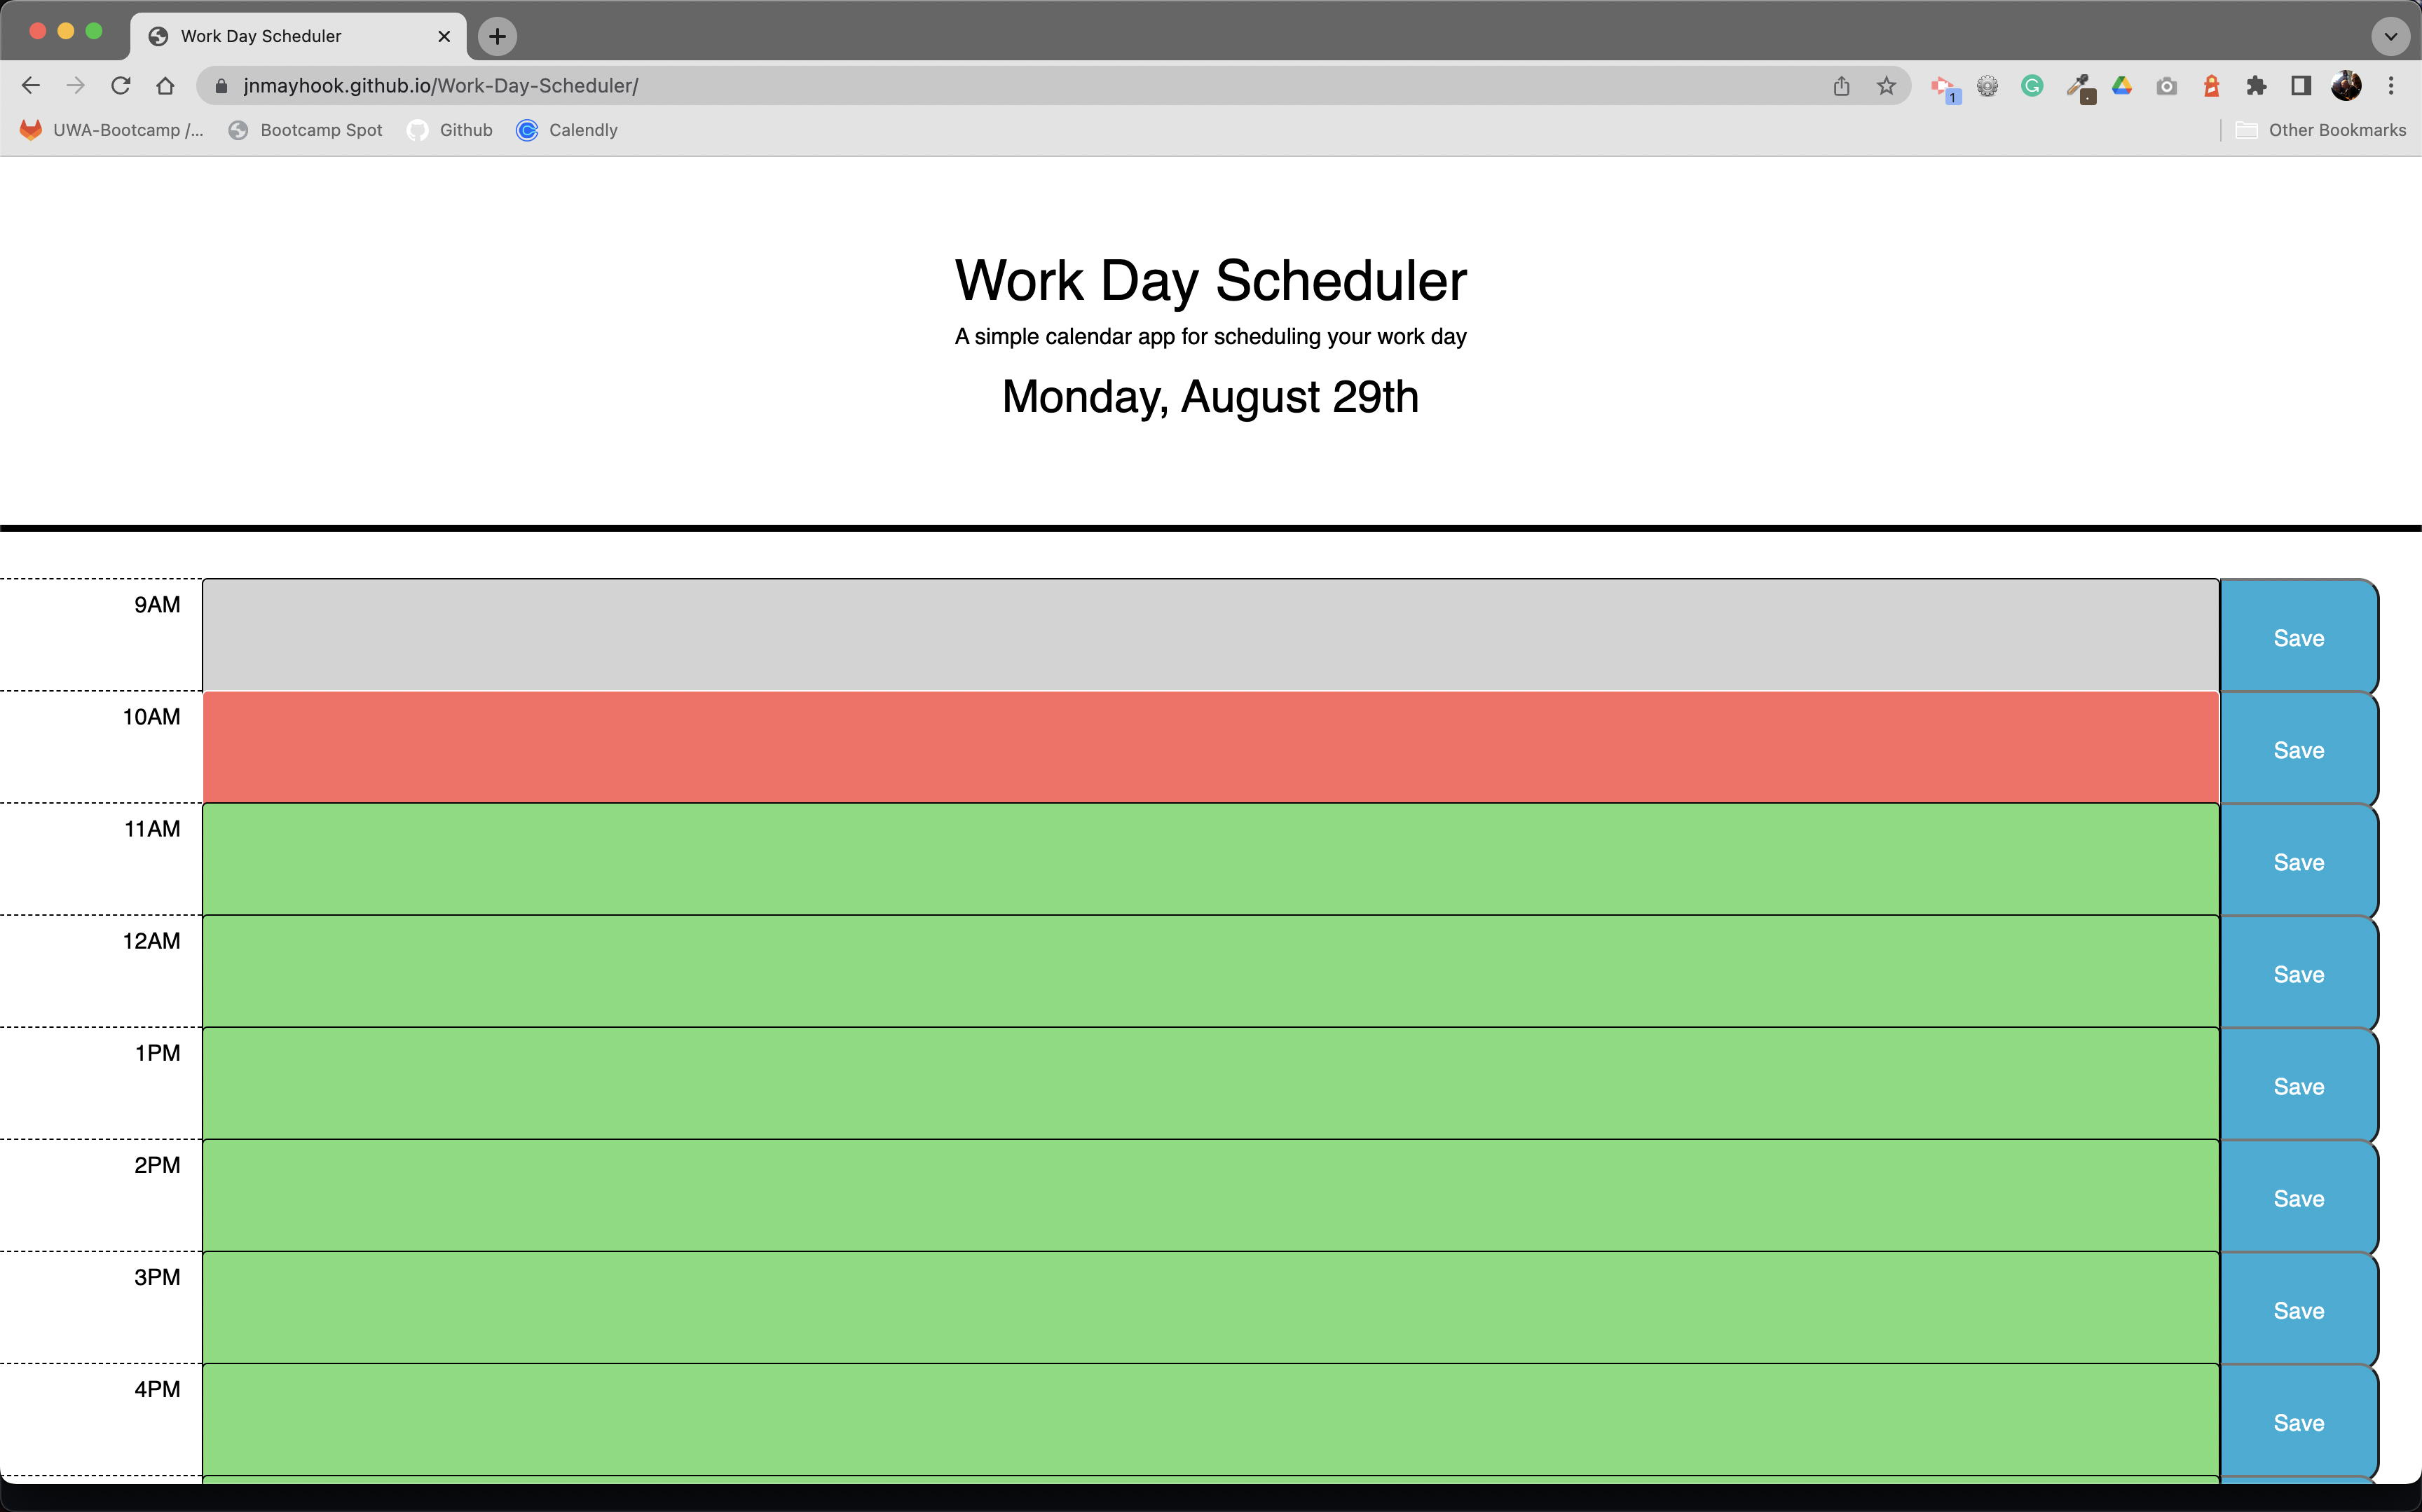 Work Day Scheduler
jnmayhook.github.io/Work-Day-Scheduler/
1
UWA-Bootcamp /... Bootcamp Spot Github Calendly Other Bookmarks
Work Day Scheduler
A simple calendar app for scheduling your work day
Monday, August 29th
9AM Save
10AM Save
11AM Save
12AM Save
1PM Save
2PM Save
3PM Save
4PM Save